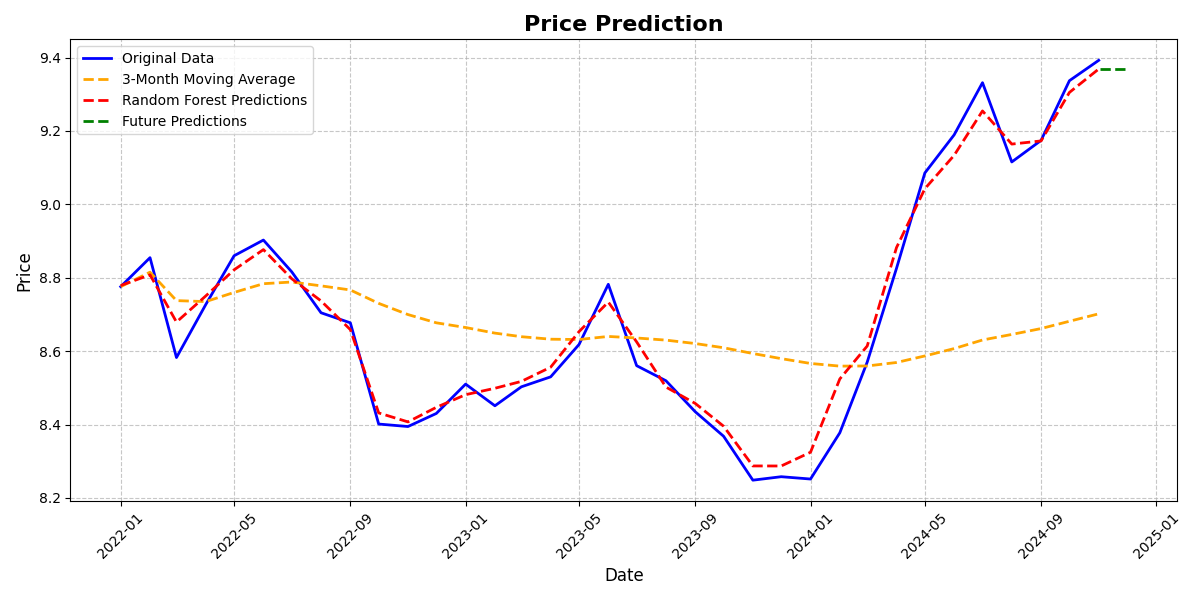 Price Prediction
Original Data
3-Month Moving Average
Random Forest Predictions
Future Predictions
Price
9.4
9.2
9.0
8.8
8.6
8.4
8.2
2022-01
2022-05
2022-09
2023-01
2023-05
2023-09
2024-01
2024-05
2024-09
2025-01
Date